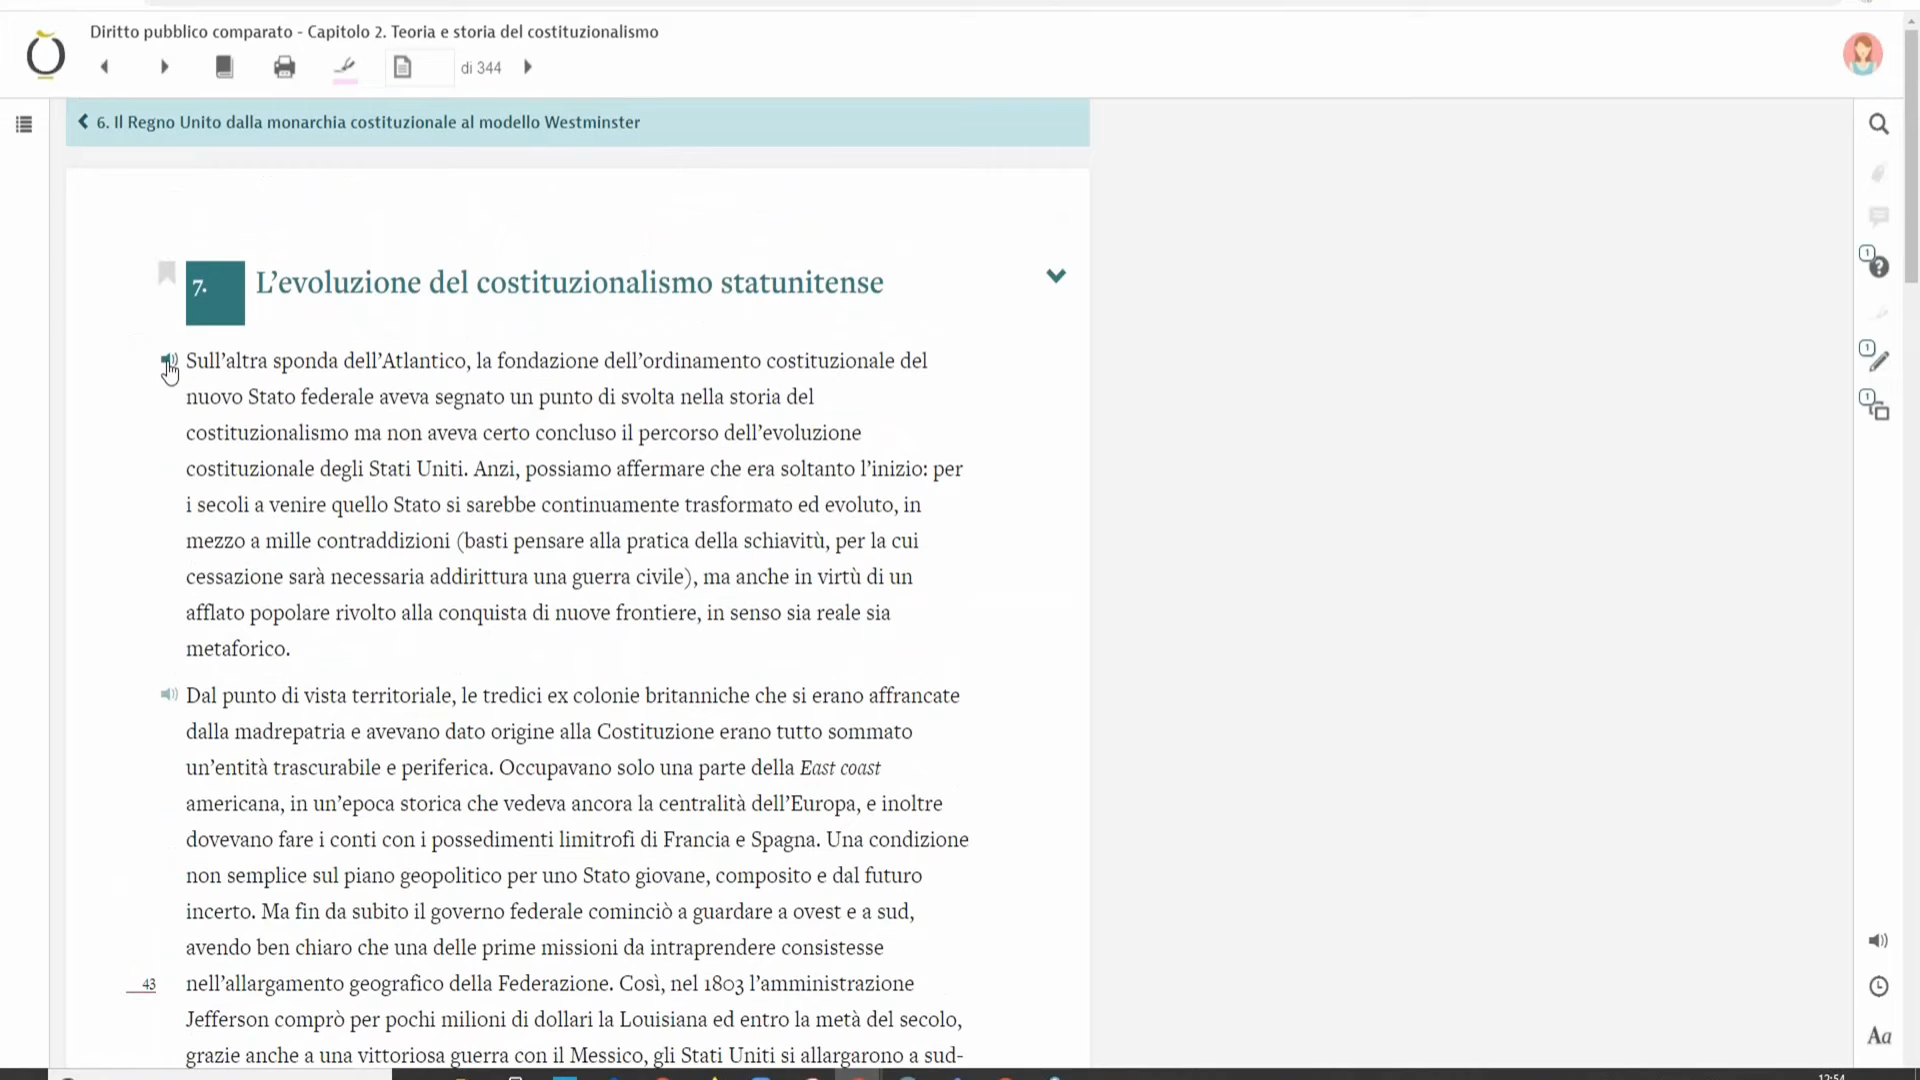 Diritto pubblico comparato - Capitolo 2. Teoria e storia del costituzionalismo
di 344
6. Il Regno Unito dalla monarchia costituzionale al modello Westminster
7. L’evoluzione del costituzionalismo statunitense
Sull’altra sponda dell’Atlantico, la fondazione dell’ordinamento costituzionale del
nuovo Stato federale aveva segnato un punto di svolta nella storia del
costituzionalismo ma non aveva certo concluso il percorso dell’evoluzione
costituzionale degli Stati Uniti. Anzi, possiamo affermare che era soltanto l’inizio: per
i secoli a venire quello Stato si sarebbe continuamente trasformato ed evoluto, in
mezzo a mille contraddizioni (basti pensare alla pratica della schiavitù, per la cui
cessazione sarà necessaria addirittura una guerra civile), ma anche in virtù di un
afflato popolare rivolto alla conquista di nuove frontiere, in senso sia reale sia
metaforico.
Dal punto di vista territoriale, le tredici ex colonie britanniche che si erano affrancate
dalla madrepatria e avevano dato origine alla Costituzione erano tutto sommato
un’entità trascurabile e periferica. Occupavano solo una parte della East coast
americana, in un’epoca storica che vedeva ancora la centralità dell’Europa, e inoltre
dovevano fare i conti con i possedimenti limitrofi di Francia e Spagna. Una condizione
non semplice sul piano geopolitico per uno Stato giovane, composito e dal futuro
incerto. Ma fin da subito il governo federale cominciò a guardare a ovest e a sud,
avendo ben chiaro che una delle prime missioni da intraprendere consistesse
43 nell’allargamento geografico della Federazione. Così, nel 1803 l’amministrazione
Jefferson comprò per pochi milioni di dollari la Louisiana ed entro la metà del secolo,
grazie anche a una vittoriosa guerra con il Messico, gli Stati Uniti si allargarono a sud-
1
1
1
Aa
12:54